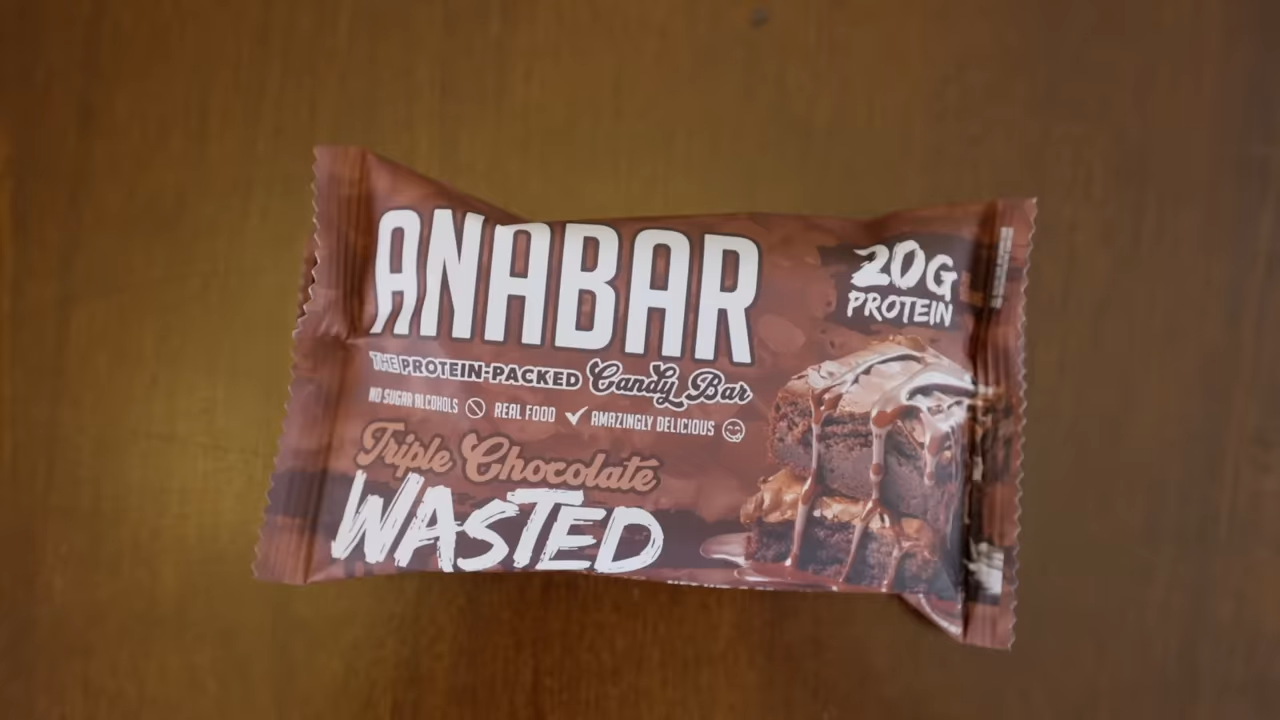 ANABAR
THE PROTEIN-PACKED Candy Bar
NO SUGAR ALCOHOLS REAL FOOD AMAZINGLY DELICIOUS
Triple Chocolate
WASTED
20G
PROTEIN